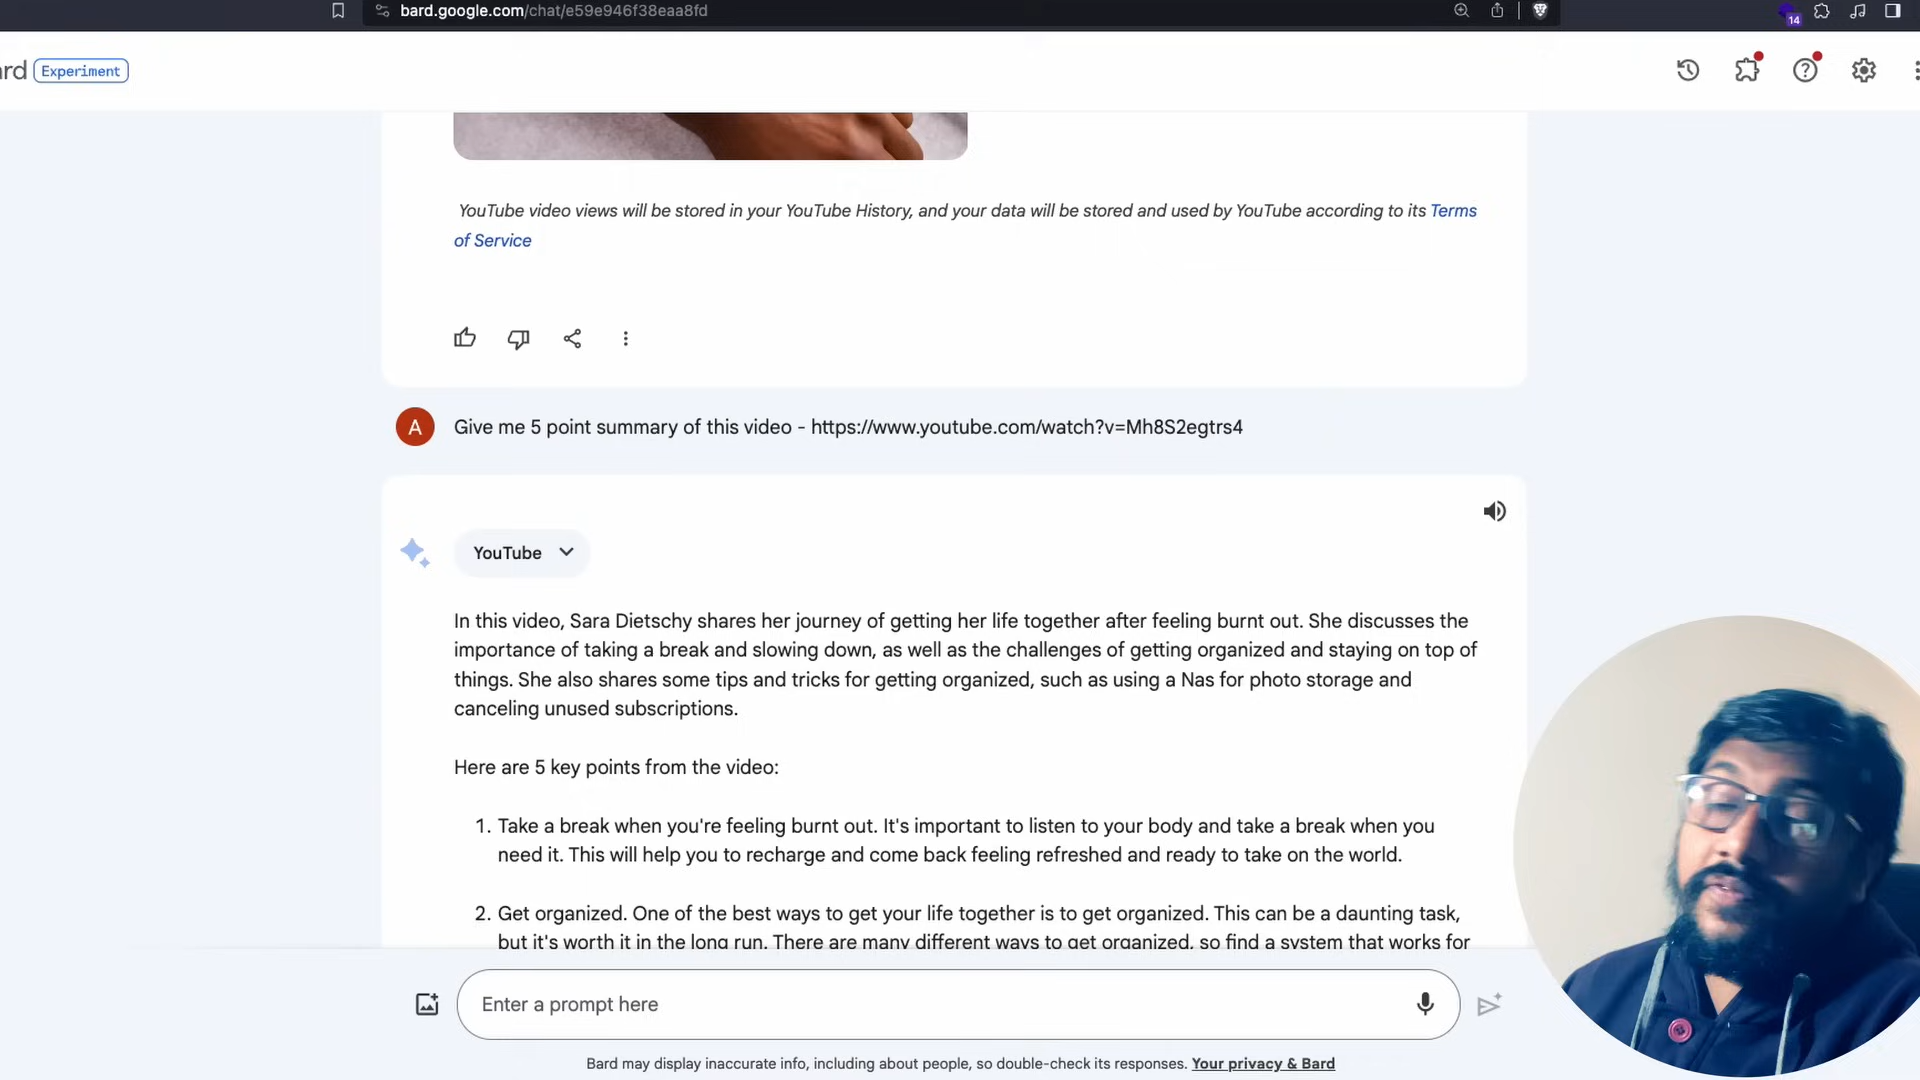 bard.google.com/chat/e59e946f38eaa8fd
14
ard Experiment
YouTube video views will be stored in your YouTube History, and your data will be stored and used by YouTube according to its Terms
of Service
A Give me 5 point summary of this video - https://www.youtube.com/watch?v=Mh8S2egtrs4
YouTube
In this video, Sara Dietschy shares her journey of getting her life together after feeling burnt out. She discusses the
importance of taking a break and slowing down, as well as the challenges of getting organized and staying on top of
things. She also shares some tips and tricks for getting organized, such as using a Nas for photo storage and
canceling unused subscriptions.
Here are 5 key points from the video:
1. Take a break when you're feeling burnt out. It's important to listen to your body and take a break when you
need it. This will help you to recharge and come back feeling refreshed and ready to take on the world.
2. Get organized. One of the best ways to get your life together is to get organized. This can be a daunting task,
but it's worth it in the long run. There are many different ways to get organized, so find a system that works for
Enter a prompt here
Bard may display inaccurate info, including about people, so double-check its responses. Your privacy & Bard